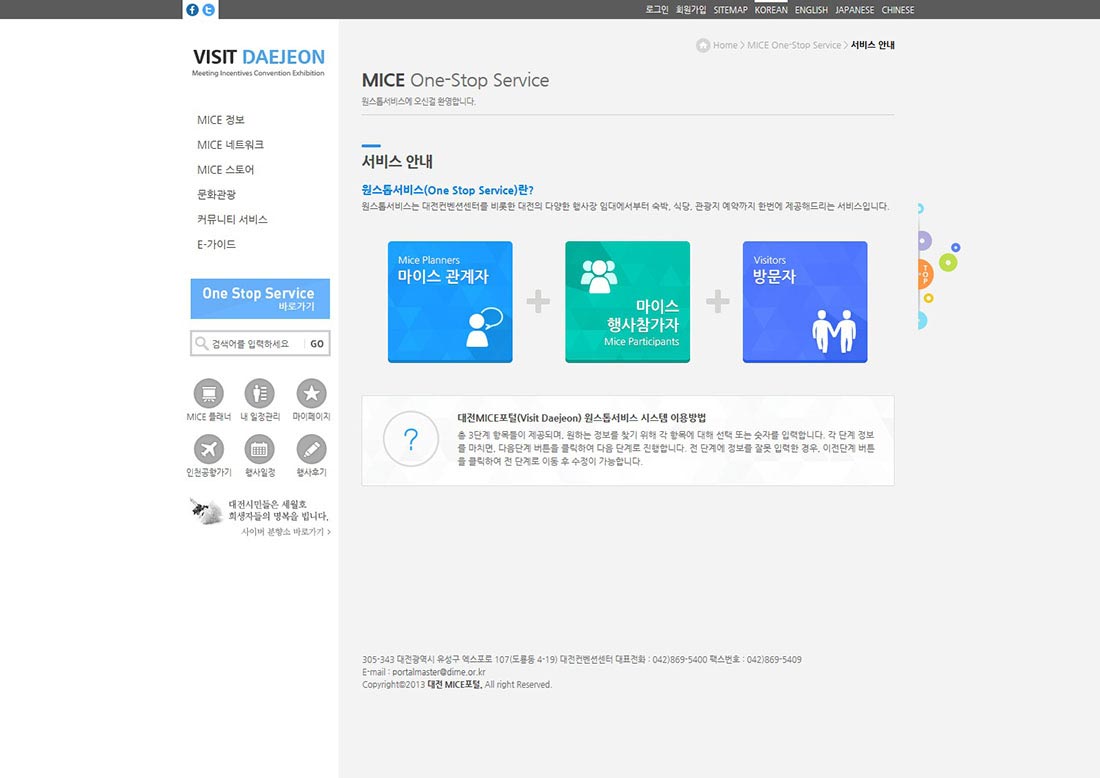 로그인 회원가입 SITEMAP KOREAN ENGLISH JAPANESE CHINESE
VISIT DAEJEON
Meeting Incentives Convention Exhibition
MICE 정보
MICE 네트워크
MICE 스토어
문화관광
커뮤니티 서비스
E-가이드
One Stop Service
바로가기
검색어를 입력하세요 GO
MICE 플래너 내 일정관리 마이페이지
인천공항가기 행사일정 행사후기
대전시민들은 세월호
희생자들의 명복을 빕니다.
사이버 분향소 바로가기 >
Home > MICE One-Stop Service > 서비스 안내
MICE One-Stop Service
원스톱서비스에 오신걸 환영합니다.
서비스 안내
원스톱서비스(One Stop Service)란?
원스톱서비스는 대전컨벤션센터를 비롯한 대전의 다양한 행사장 임대에서부터 숙박, 식당, 관광지 예약까지 한번에 제공해드리는 서비스입니다.
Mice Planners
마이스 관계자
마이스
행사참가자
Mice Participants
Visitors
방문자
TOP
?
대전MICE포털(Visit Daejeon) 원스톱서비스 시스템 이용방법
총 3단계 항목들이 제공되며, 원하는 정보를 찾기 위해 각 항목에 대해 선택 또는 숫자를 입력합니다. 각 단계 정보
를 마치면, 다음단계 버튼을 클릭하여 다음 단계로 진행합니다. 전 단계에 정보를 잘못 입력한 경우, 이전단계 버튼
을 클릭하여 전 단계로 이동 후 수정이 가능합니다.
305-343 대전광역시 유성구 엑스포로 107(도룡동 4-19) 대전컨벤션센터 대표전화 : 042)869-5400 팩스번호 : 042)869-5409
E-mail : portalmaster@dime.or.kr
Copyright©2013 대전 MICE포털. All right Reserved.